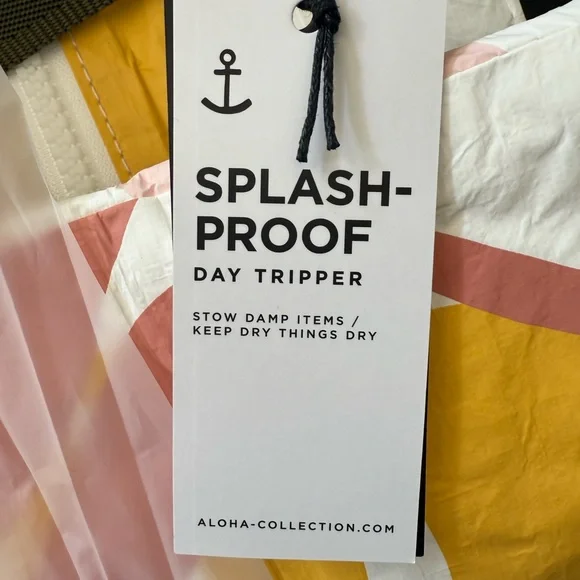 SPLASH-
PROOF
DAY TRIPPER
STOW DAMP ITEMS /
KEEP DRY THINGS DRY
ALOHA-COLLECTION.COM